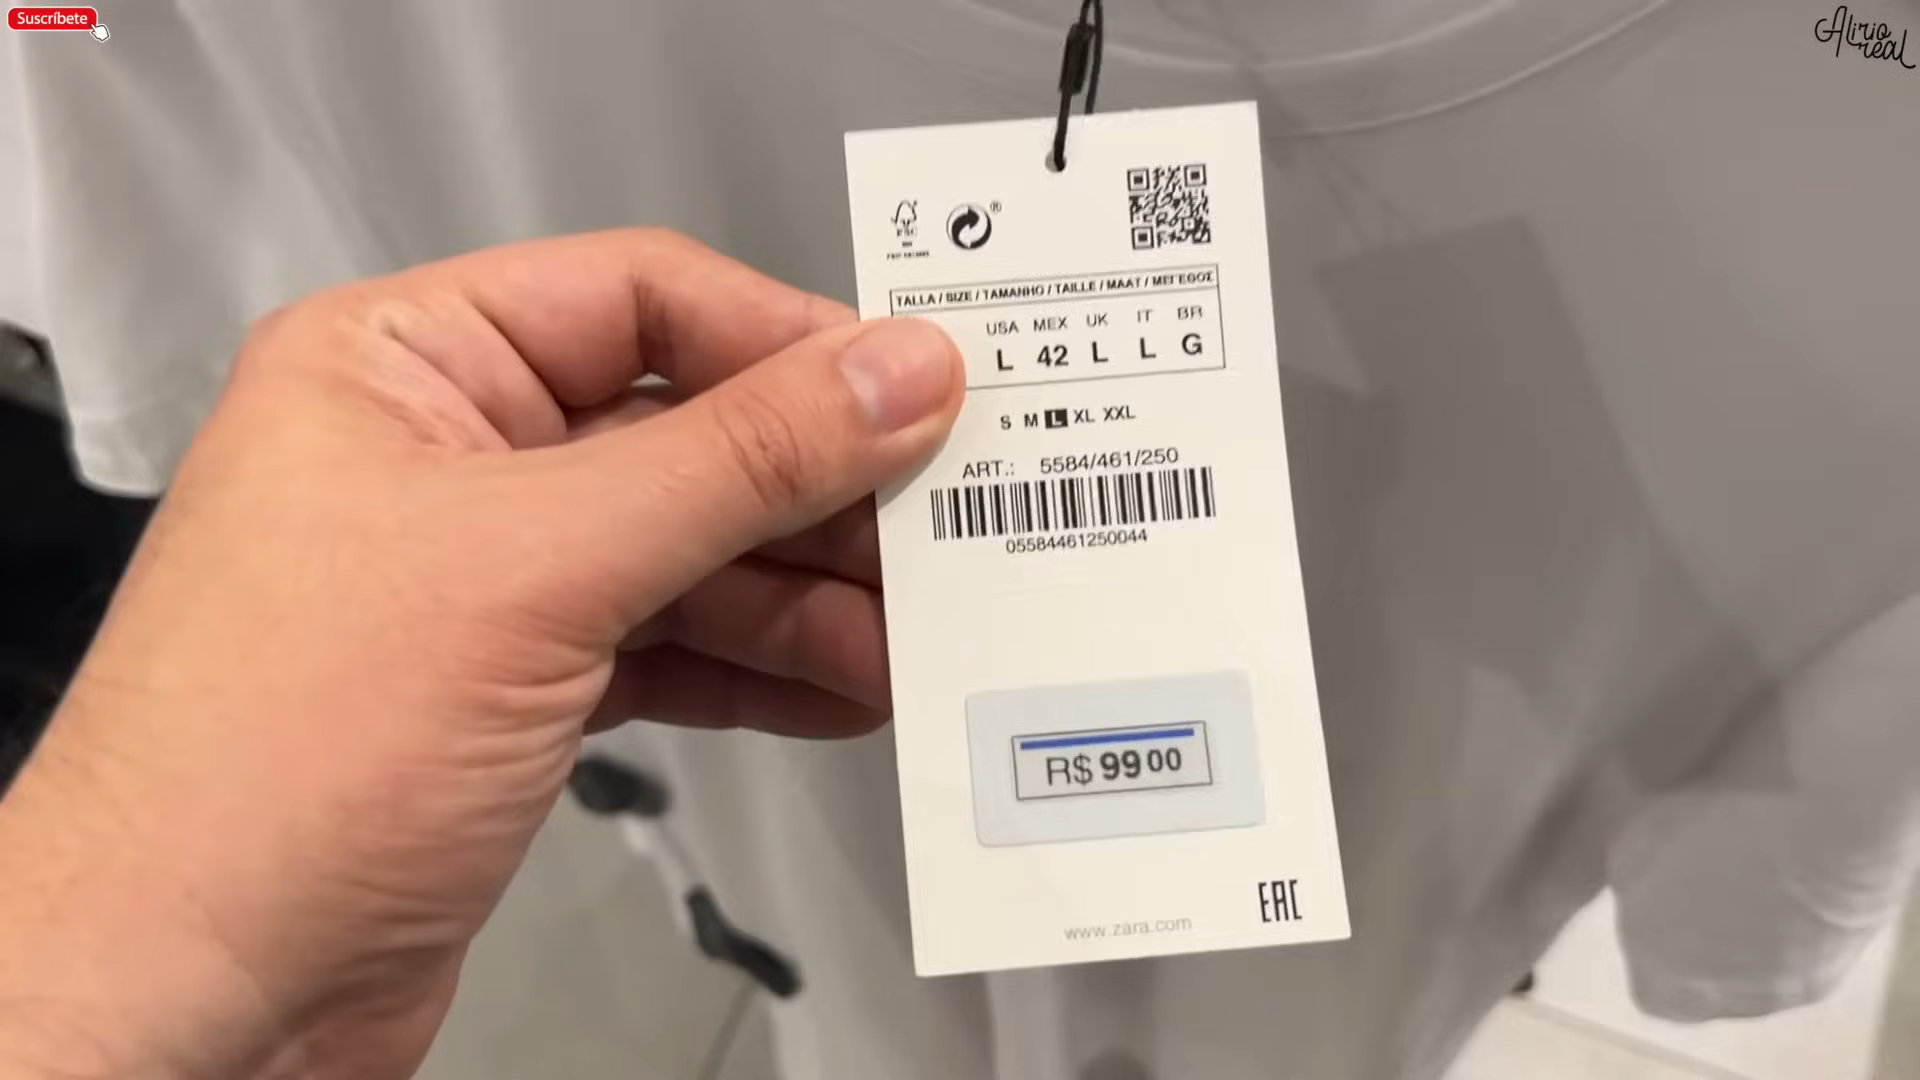 Suscríbete
Alirio
real
FSC
®
TALLA / SIZE / TAMANHO / TAILLE / MAAT / ΜΕΓΕΘΟΣ
USA MEX UK IT BR
L 42 L L G
S M L XL XXL
ART.: 5584/461/250
05584461250044
R$ 99 00
EAC
www.zara.com